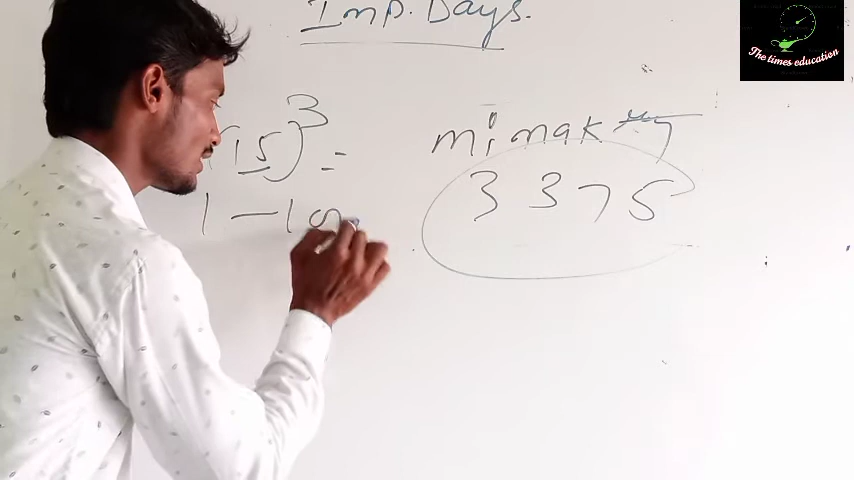 Imp. Days.
(15)³ =
mimak
3375
1 - 10
The times education